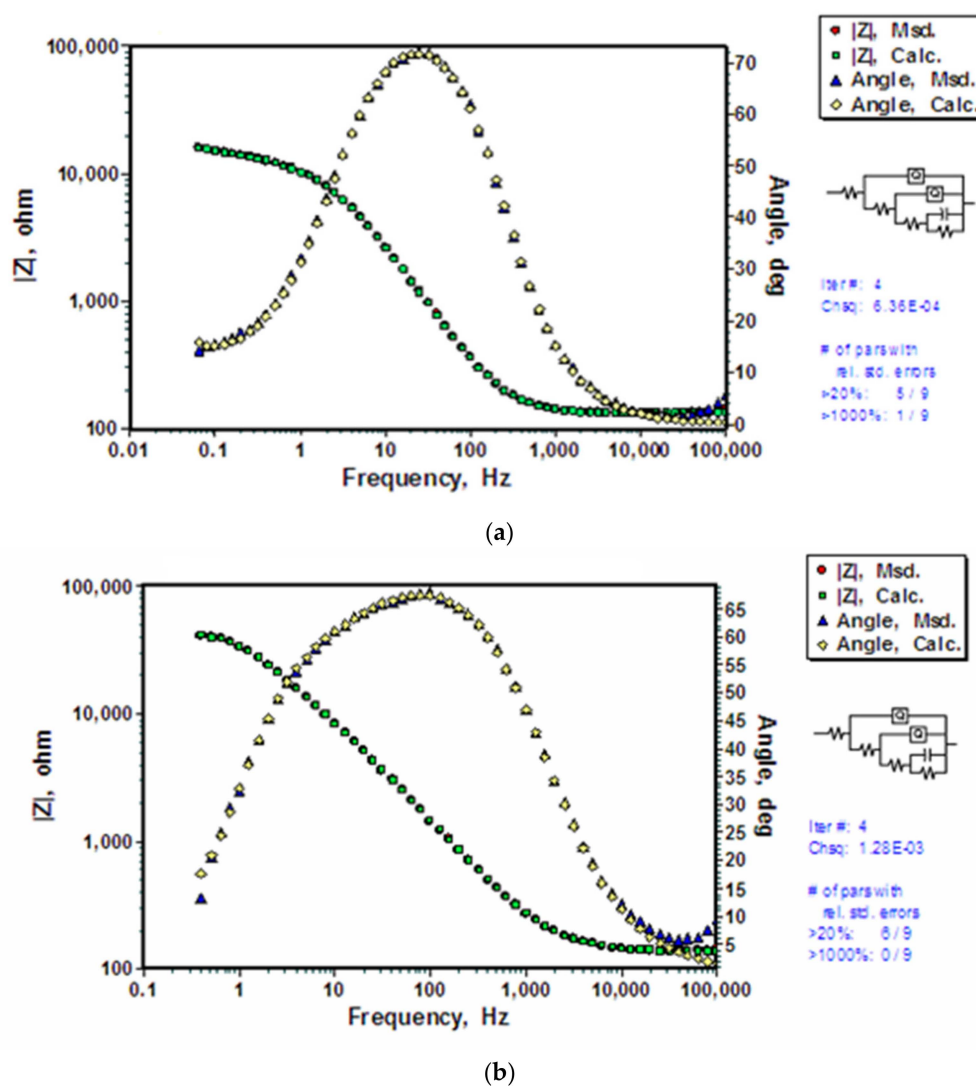 100,000
10,000
1,000
100
|Z|, ohm
0.01
0.1
1
10
100
1,000
10,000
100,000
Frequency, Hz
70
60
50
40
30
20
10
0
Angle, deg
|Z|, Msd.
|Z|, Calc.
Angle, Msd.
Angle, Calc.
Q
Q
Iter #: 4
Chsq: 6.36E-04
# of pars with
rel. std. errors
>20%: 5 / 9
>1000%: 1 / 9
(a)
100,000
10,000
1,000
100
|Z|, ohm
0.1
1
10
100
1,000
10,000
100,000
Frequency, Hz
65
60
55
50
45
40
35
30
25
20
15
10
5
Angle, deg
|Z|, Msd.
|Z|, Calc.
Angle, Msd.
Angle, Calc.
Q
Q
Iter #: 4
Chsq: 1.28E-03
# of pars with
rel. std. errors
>20%: 6 / 9
>1000%: 0 / 9
(b)